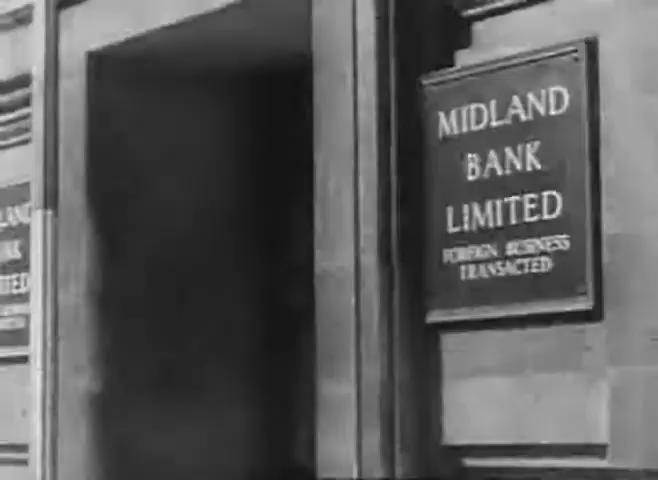 MIDLAND
BANK
LIMITED
FOREIGN BUSINESS
TRANSACTED